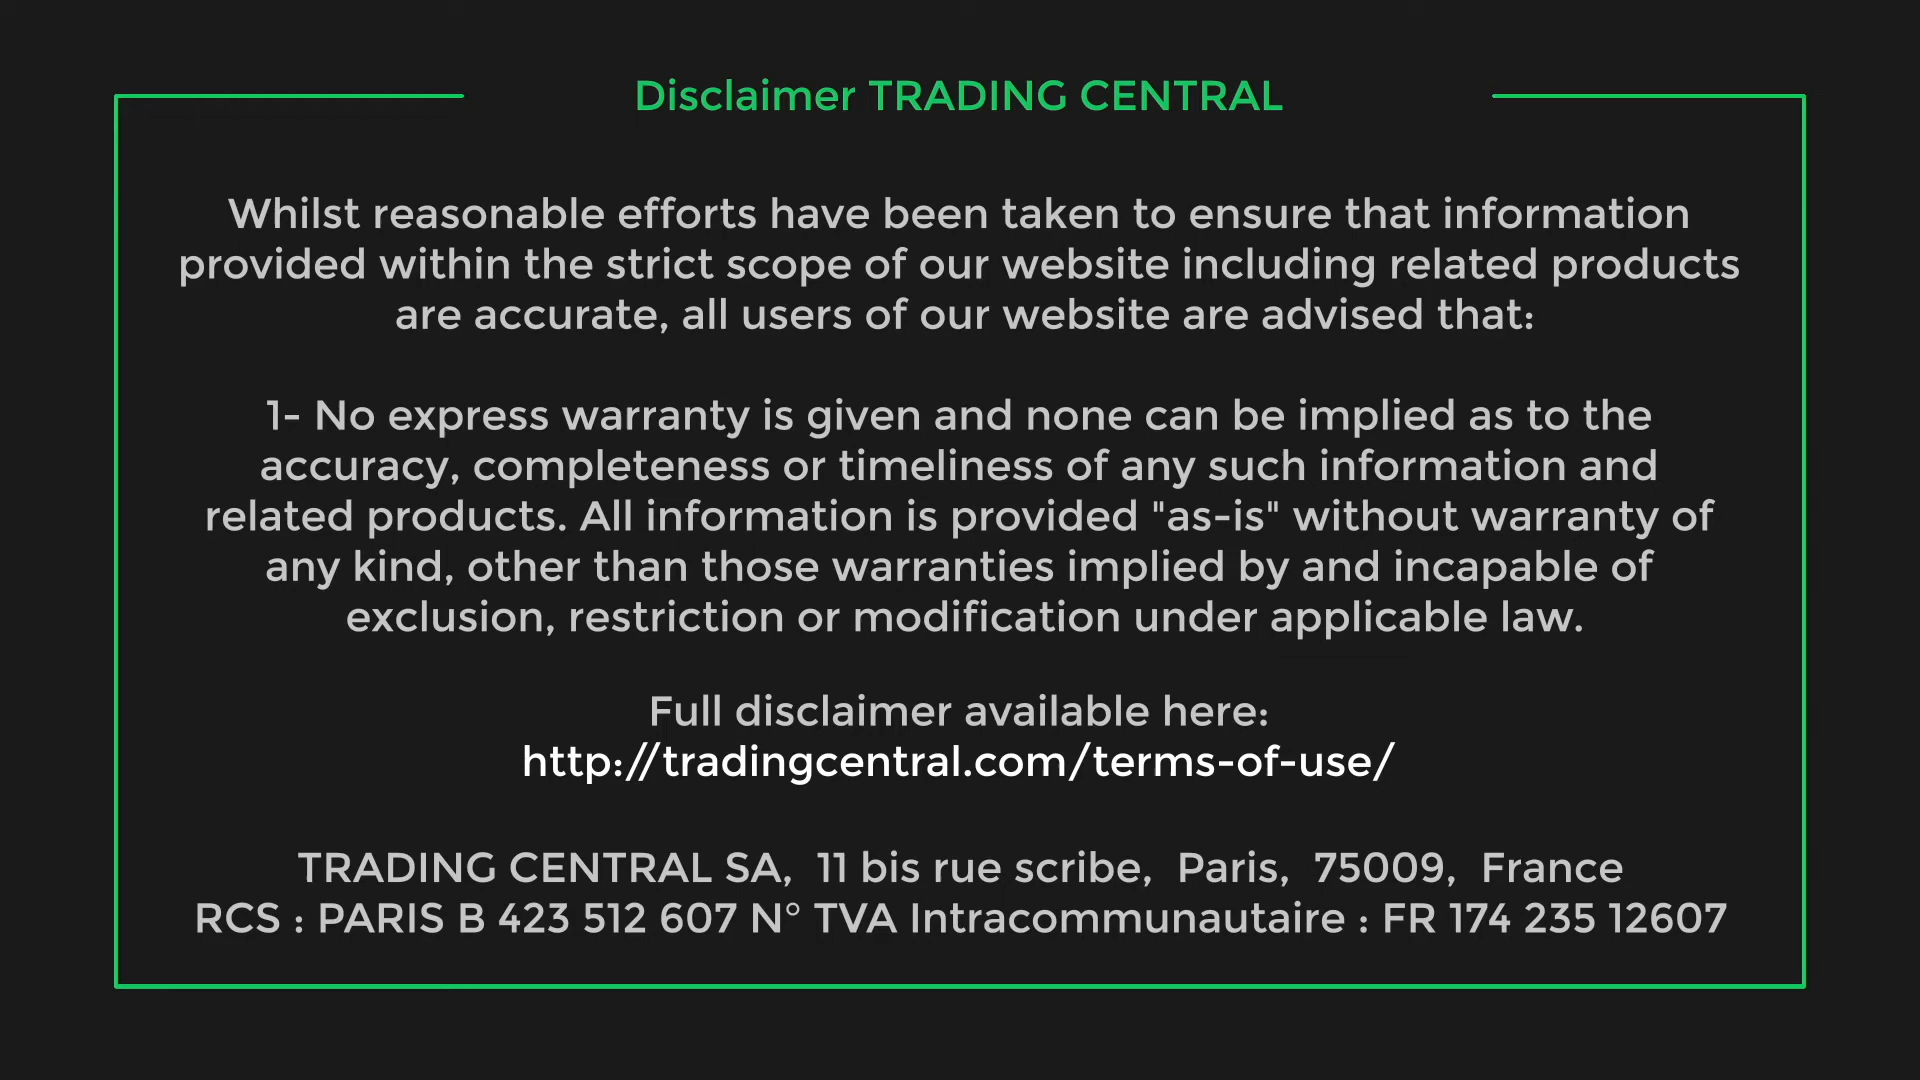 Disclaimer TRADING CENTRAL
Whilst reasonable efforts have been taken to ensure that information
provided within the strict scope of our website including related products
are accurate, all users of our website are advised that:
1- No express warranty is given and none can be implied as to the
accuracy, completeness or timeliness of any such information and
related products. All information is provided "as-is" without warranty of
any kind, other than those warranties implied by and incapable of
exclusion, restriction or modification under applicable law.
Full disclaimer available here:
http://tradingcentral.com/terms-of-use/
TRADING CENTRAL SA, 11 bis rue scribe, Paris, 75009, France
RCS : PARIS B 423 512 607 N° TVA Intracommunautaire : FR 174 235 12607